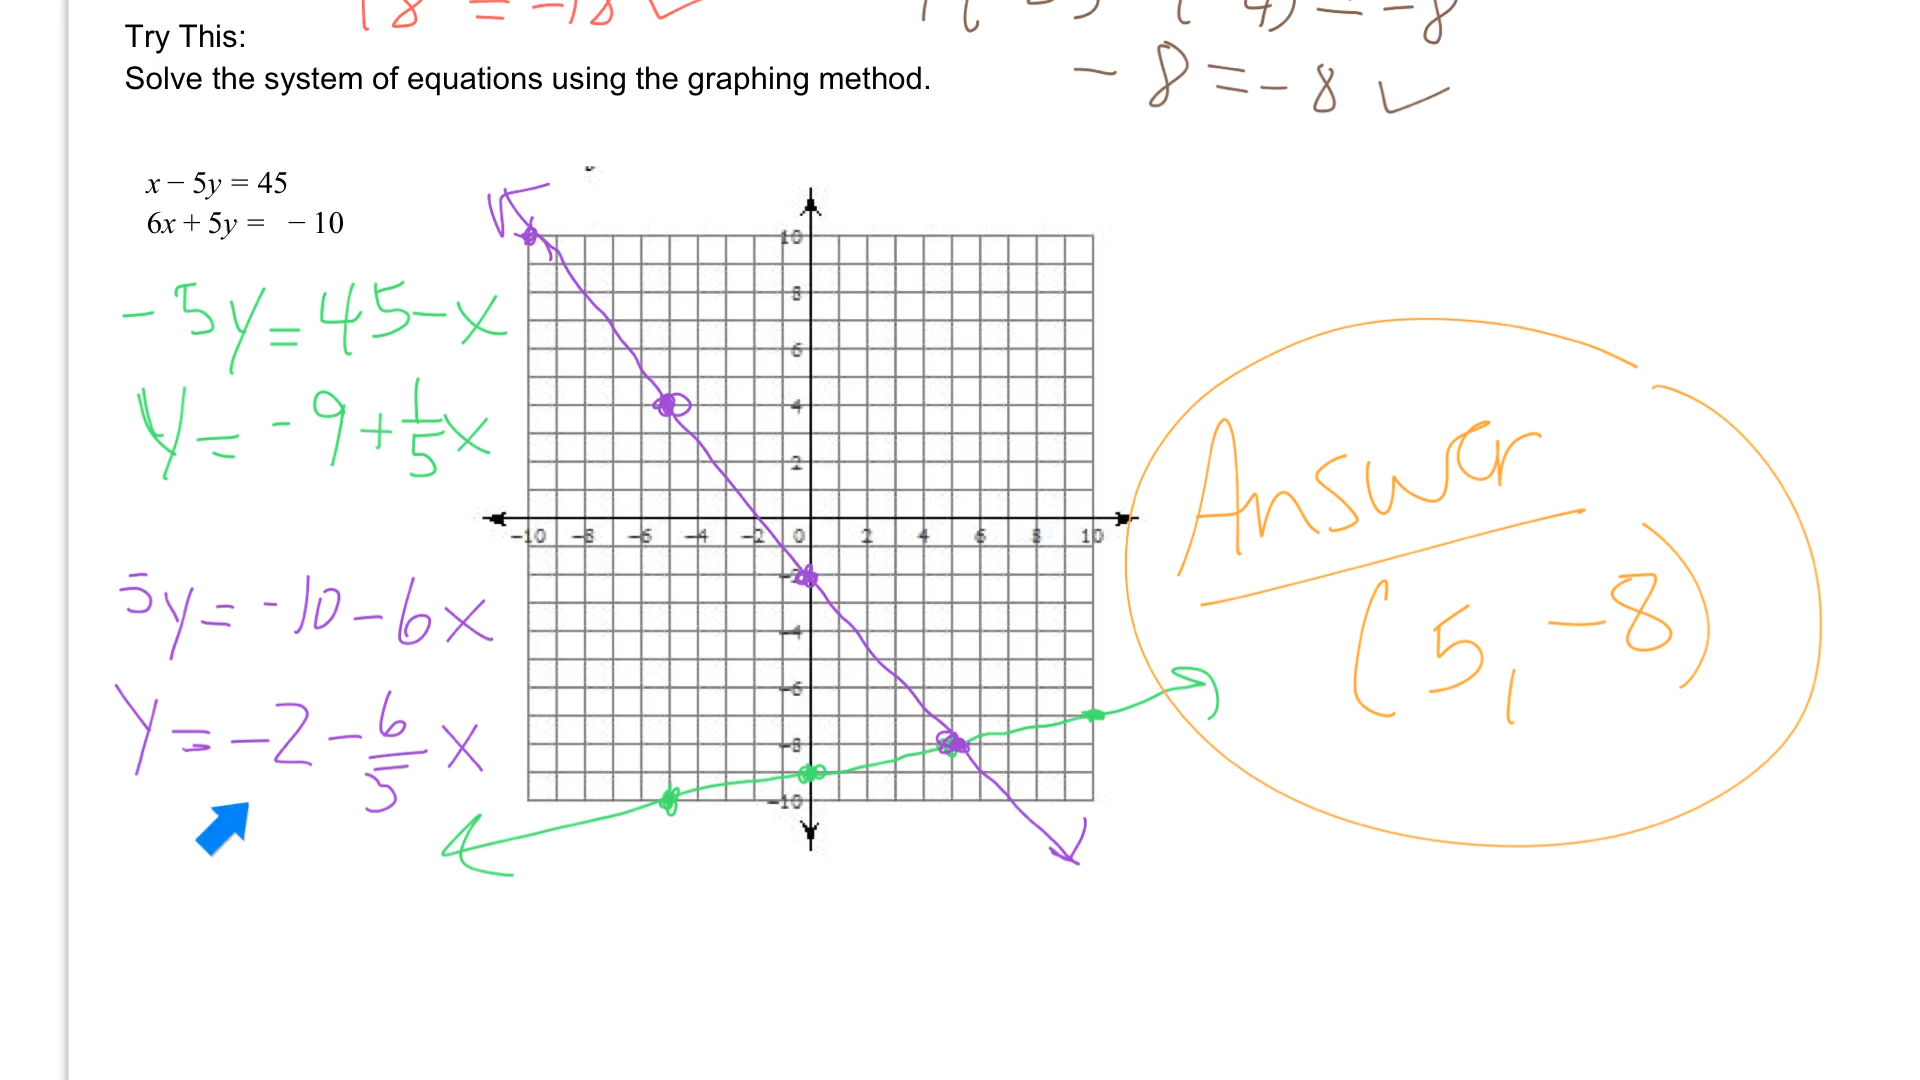 18 = -18 ✓
Try This:
Solve the system of equations using the graphing method.
- 8 = - 8 ✓
x − 5y = 45
6x + 5y = − 10
-5y = 45 - x
y = -9 + 1/5 x
5y = -10 - 6x
y = -2 - 6/5 x
10
8
6
4
2
-10 -8 -6 -4 -2 0 2 4 6 8 10
-2
-4
-6
-8
-10
Answer
(5, -8)